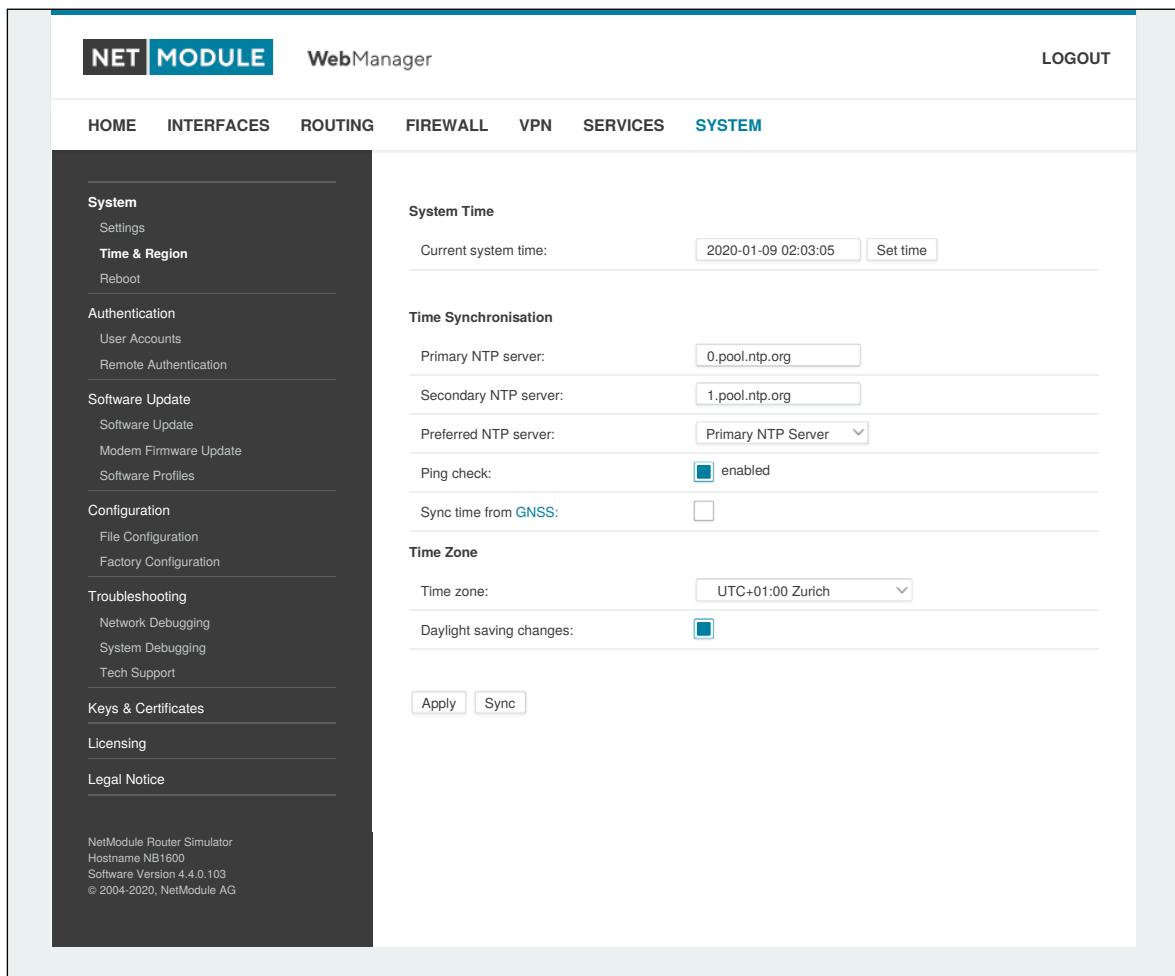 NET MODULE WebManager LOGOUT
HOME INTERFACES ROUTING FIREWALL VPN SERVICES SYSTEM
System
Settings
Time & Region
Reboot
Authentication
User Accounts
Remote Authentication
Software Update
Software Update
Modem Firmware Update
Software Profiles
Configuration
File Configuration
Factory Configuration
Troubleshooting
Network Debugging
System Debugging
Tech Support
Keys & Certificates
Licensing
Legal Notice
NetModule Router Simulator
Hostname NB1600
Software Version 4.4.0.103
© 2004-2020, NetModule AG
System Time
Current system time: 2020-01-09 02:03:05 Set time
Time Synchronisation
Primary NTP server: 0.pool.ntp.org
Secondary NTP server: 1.pool.ntp.org
Preferred NTP server: Primary NTP Server
Ping check: enabled
Sync time from GNSS:
Time Zone
Time zone: UTC+01:00 Zurich
Daylight saving changes:
Apply Sync